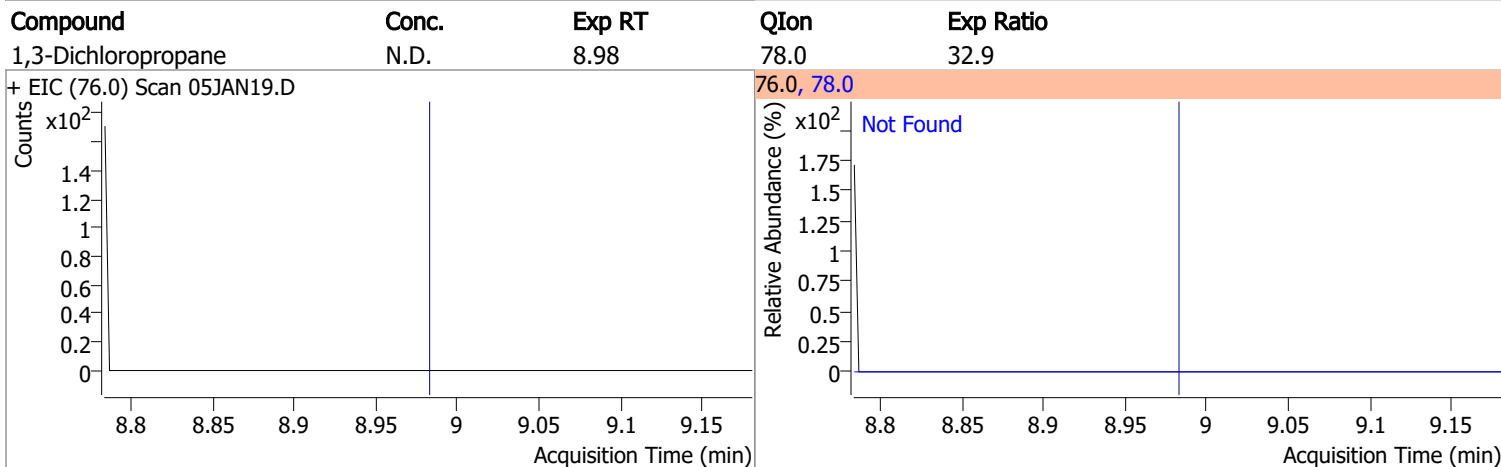 Compound Conc. Exp RT QIon Exp Ratio
1,3-Dichloropropane N.D. 8.98 78.0 32.9
+ EIC (76.0) Scan 05JAN19.D
Counts
x10²
1.4
1.2
1
0.8
0.6
0.4
0.2
0
8.8 8.85 8.9 8.95 9 9.05 9.1 9.15
Acquisition Time (min)
76.0, 78.0
Relative Abundance (%)
x10²
Not Found
1.75
1.5
1.25
1
0.75
0.5
0.25
0
8.8 8.85 8.9 8.95 9 9.05 9.1 9.15
Acquisition Time (min)